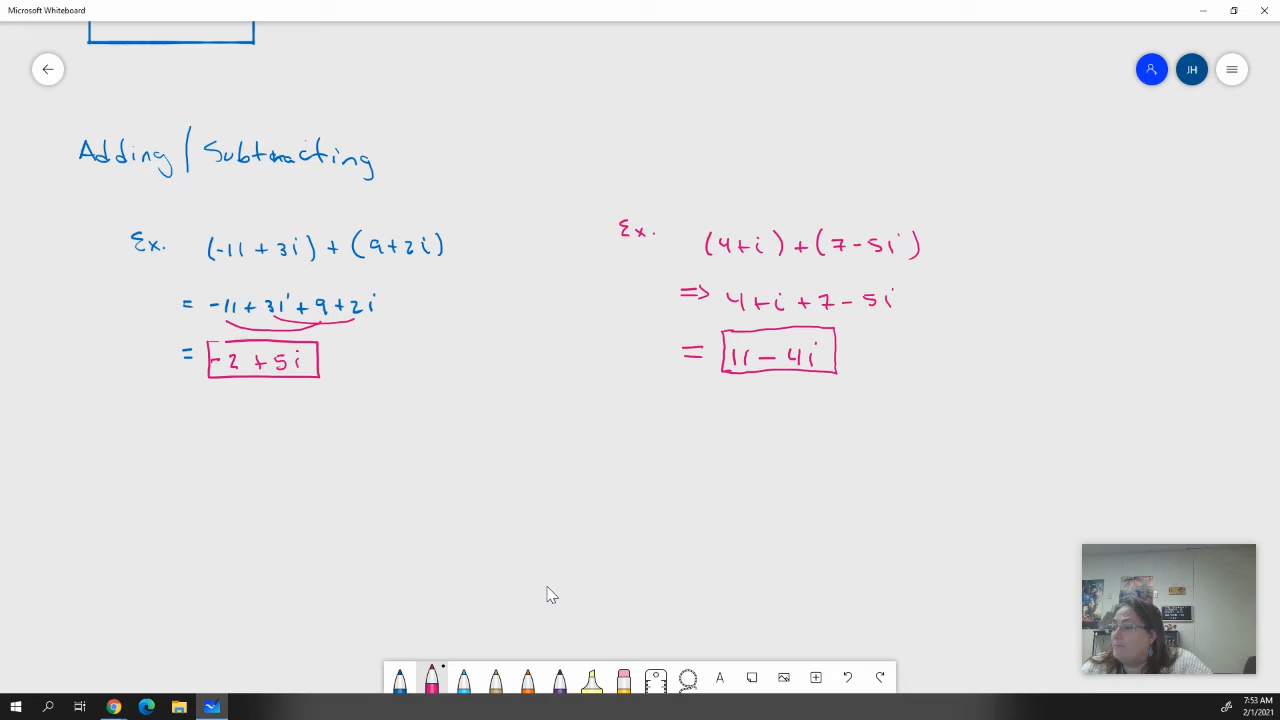 Microsoft Whiteboard
JH
Adding/Subtracting
Ex. (-11 + 3i) + (9+2i)
= -11 + 3i + 9 + 2i
= -2 + 5i
Ex. (4+i) + (7-5i)
=> 4+i + 7 - 5i
= 11 - 4i
A
7:53 AM
2/1/2021